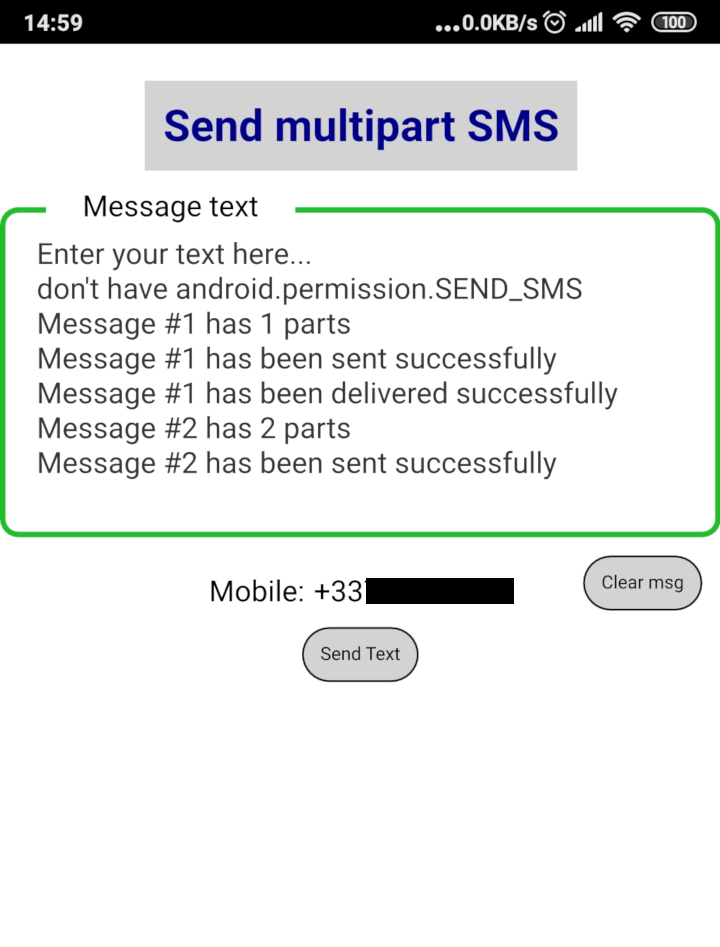 14:59
...0.0KB/s
100
Send multipart SMS
Message text
Enter your text here...
don't have android.permission.SEND_SMS
Message #1 has 1 parts
Message #1 has been sent successfully
Message #1 has been delivered successfully
Message #2 has 2 parts
Message #2 has been sent successfully
Mobile: +33
Clear msg
Send Text